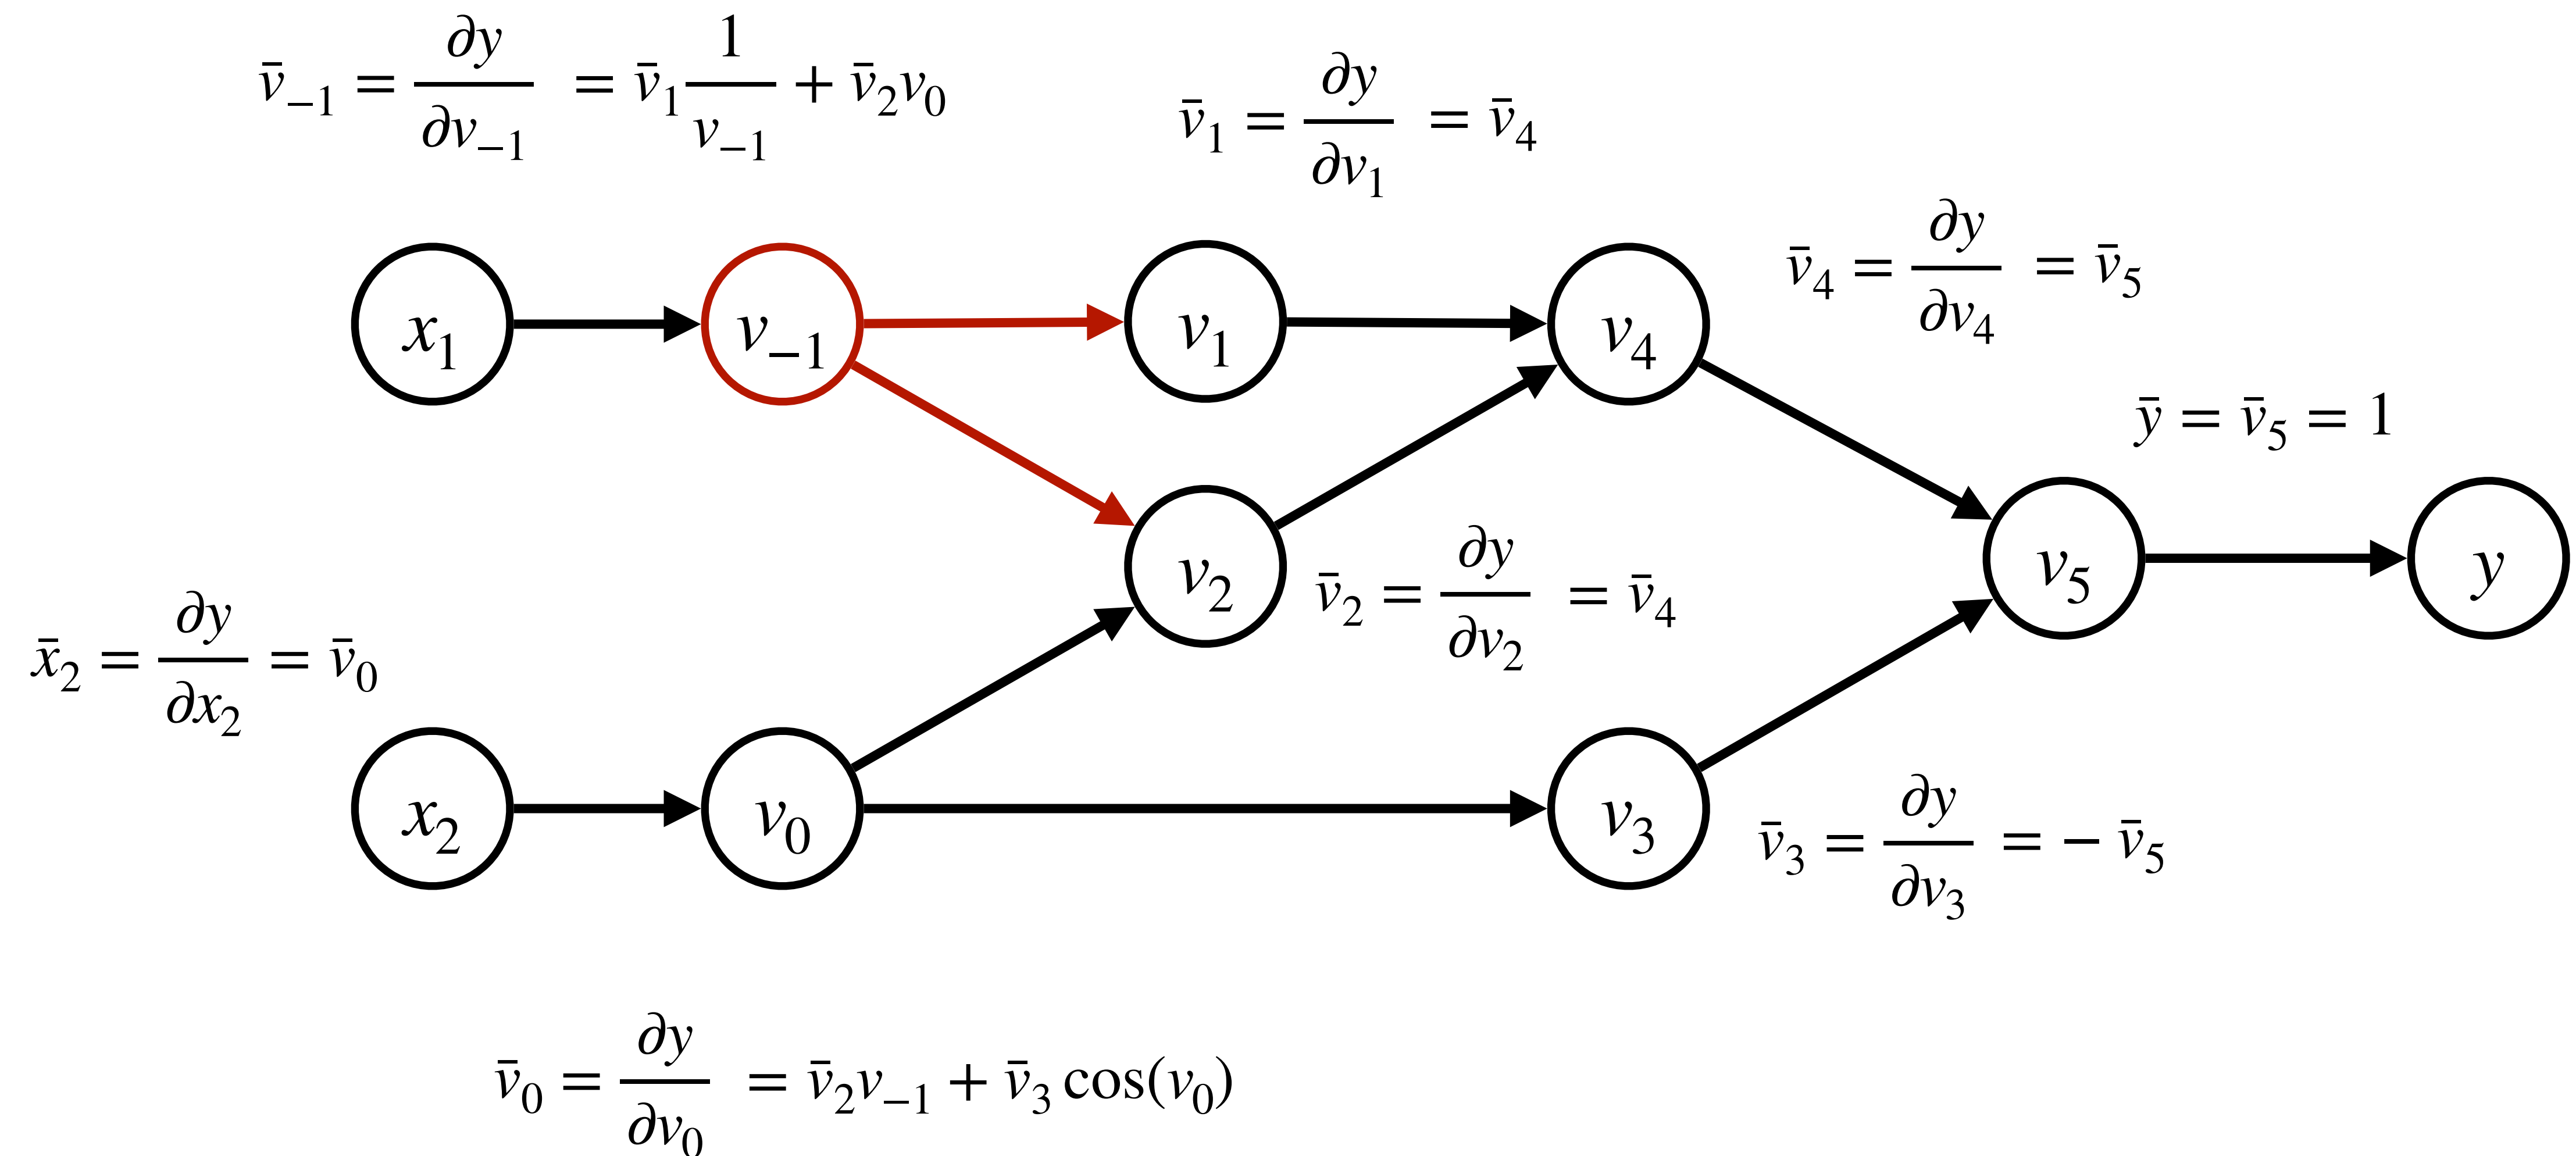 v̄₋₁ = ∂y/∂v₋₁ = v̄₁ 1/v₋₁ + v̄₂v₀
v̄₁ = ∂y/∂v₁ = v̄₄
v̄₄ = ∂y/∂v₄ = v̄₅
x₁
v₋₁
v₁
v₄
ȳ = v̄₅ = 1
v₂
v̄₂ = ∂y/∂v₂ = v̄₄
v₅
y
x̄₂ = ∂y/∂x₂ = v̄₀
x₂
v₀
v₃
v̄₃ = ∂y/∂v₃ = − v̄₅
v̄₀ = ∂y/∂v₀ = v̄₂v₋₁ + v̄₃ cos(v₀)